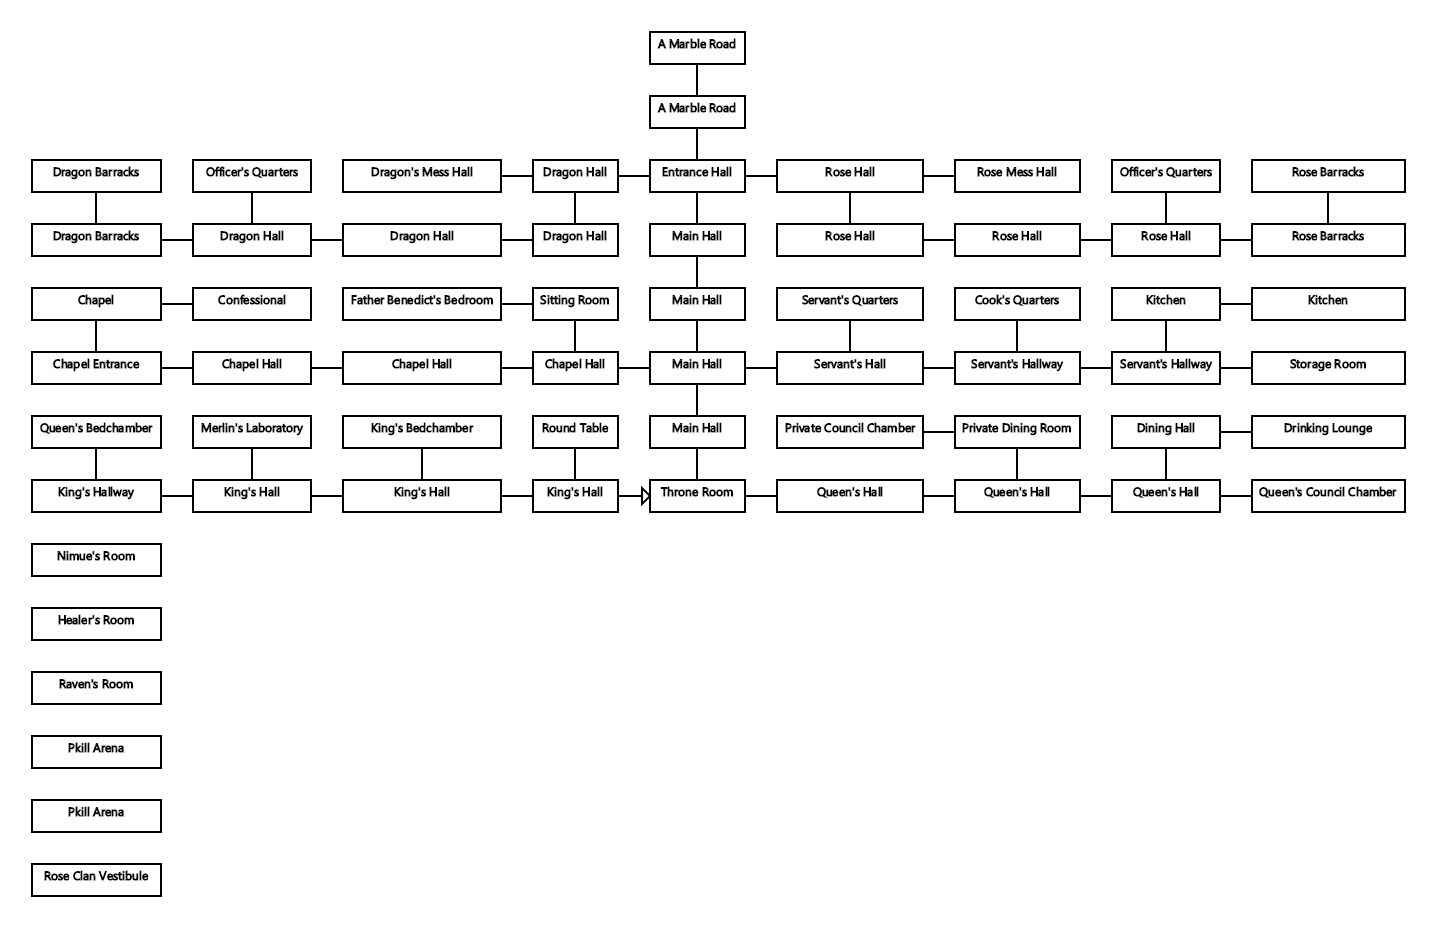 A Marble Road
A Marble Road
Dragon Barracks
Officer's Quarters
Dragon's Mess Hall
Dragon Hall
Entrance Hall
Rose Hall
Rose Mess Hall
Officer's Quarters
Rose Barracks
Dragon Barracks
Dragon Hall
Dragon Hall
Dragon Hall
Main Hall
Rose Hall
Rose Hall
Rose Hall
Rose Barracks
Chapel
Confessional
Father Benedict's Bedroom
Sitting Room
Main Hall
Servant's Quarters
Cook's Quarters
Kitchen
Kitchen
Chapel Entrance
Chapel Hall
Chapel Hall
Chapel Hall
Main Hall
Servant's Hall
Servant's Hallway
Servant's Hallway
Storage Room
Queen's Bedchamber
Merlin's Laboratory
King's Bedchamber
Round Table
Main Hall
Private Council Chamber
Private Dining Room
Dining Hall
Drinking Lounge
King's Hallway
King's Hall
King's Hall
King's Hall
Throne Room
Queen's Hall
Queen's Hall
Queen's Hall
Queen's Council Chamber
Nimue's Room
Healer's Room
Raven's Room
Pkill Arena
Pkill Arena
Rose Clan Vestibule